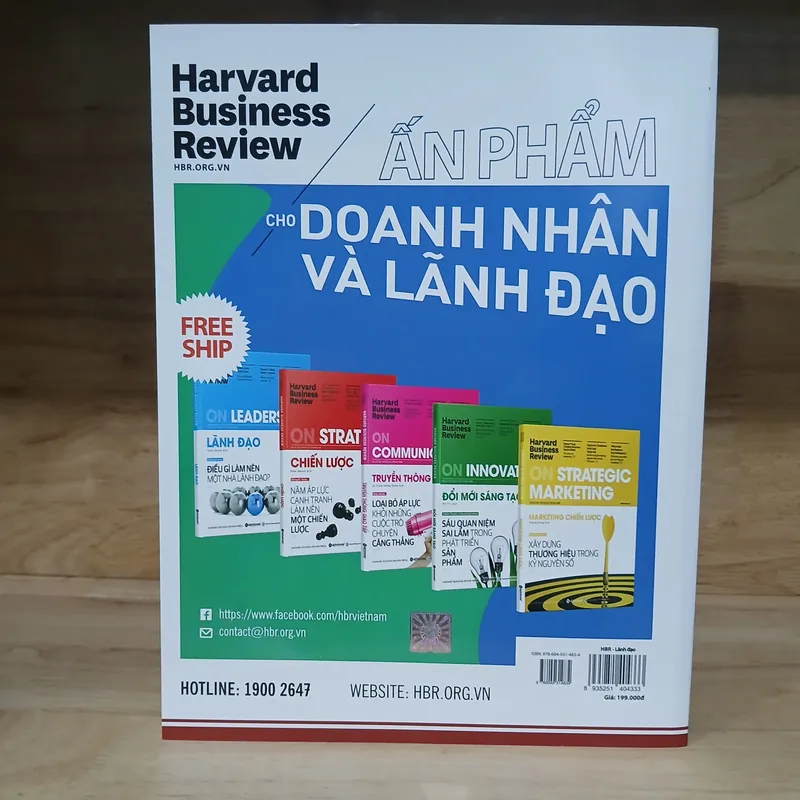 Harvard
Business
Review
HBR.ORG.VN
ẤN PHẨM
CHO DOANH NHÂN
VÀ LÃNH ĐẠO
FREE
SHIP
ON LEADERS
LÃNH ĐẠO
ĐIỀU GÌ LÀM NÊN
MỘT NHÀ LÃNH ĐẠO?
Harvard
Business
Review
ON STRAT
CHIẾN LƯỢC
NĂM ÁP LỰC
CẠNH TRANH
LÀM NÊN
MỘT CHIẾN
LƯỢC
Harvard
Business
Review
ON
COMMUNIC
TRUYỀN THÔNG
LOẠI BỎ ÁP LỰC
KHỎI NHỮNG
CUỘC TRÒ
CHUYỆN
CĂNG THẲNG
Harvard
Business
Review
ON INNOVAT
ĐỔI MỚI SÁNG TẠO
SÁU QUAN NIỆM
SAI LẦM TRONG
PHÁT TRIỂN
SẢN
PHẨM
Harvard
Business
Review
ON STRATEGIC
MARKETING
MARKETING CHIẾN LƯỢC
XÂY DỰNG
THƯƠNG HIỆU TRONG
KỶ NGUYÊN SỐ
https://www.facebook.com/hbrvietnam
contact@hbr.org.vn
HOTLINE: 1900 2647
WEBSITE: HBR.ORG.VN
HBR - Lãnh đạo
8 935251 404333
Giá: 199.000đ